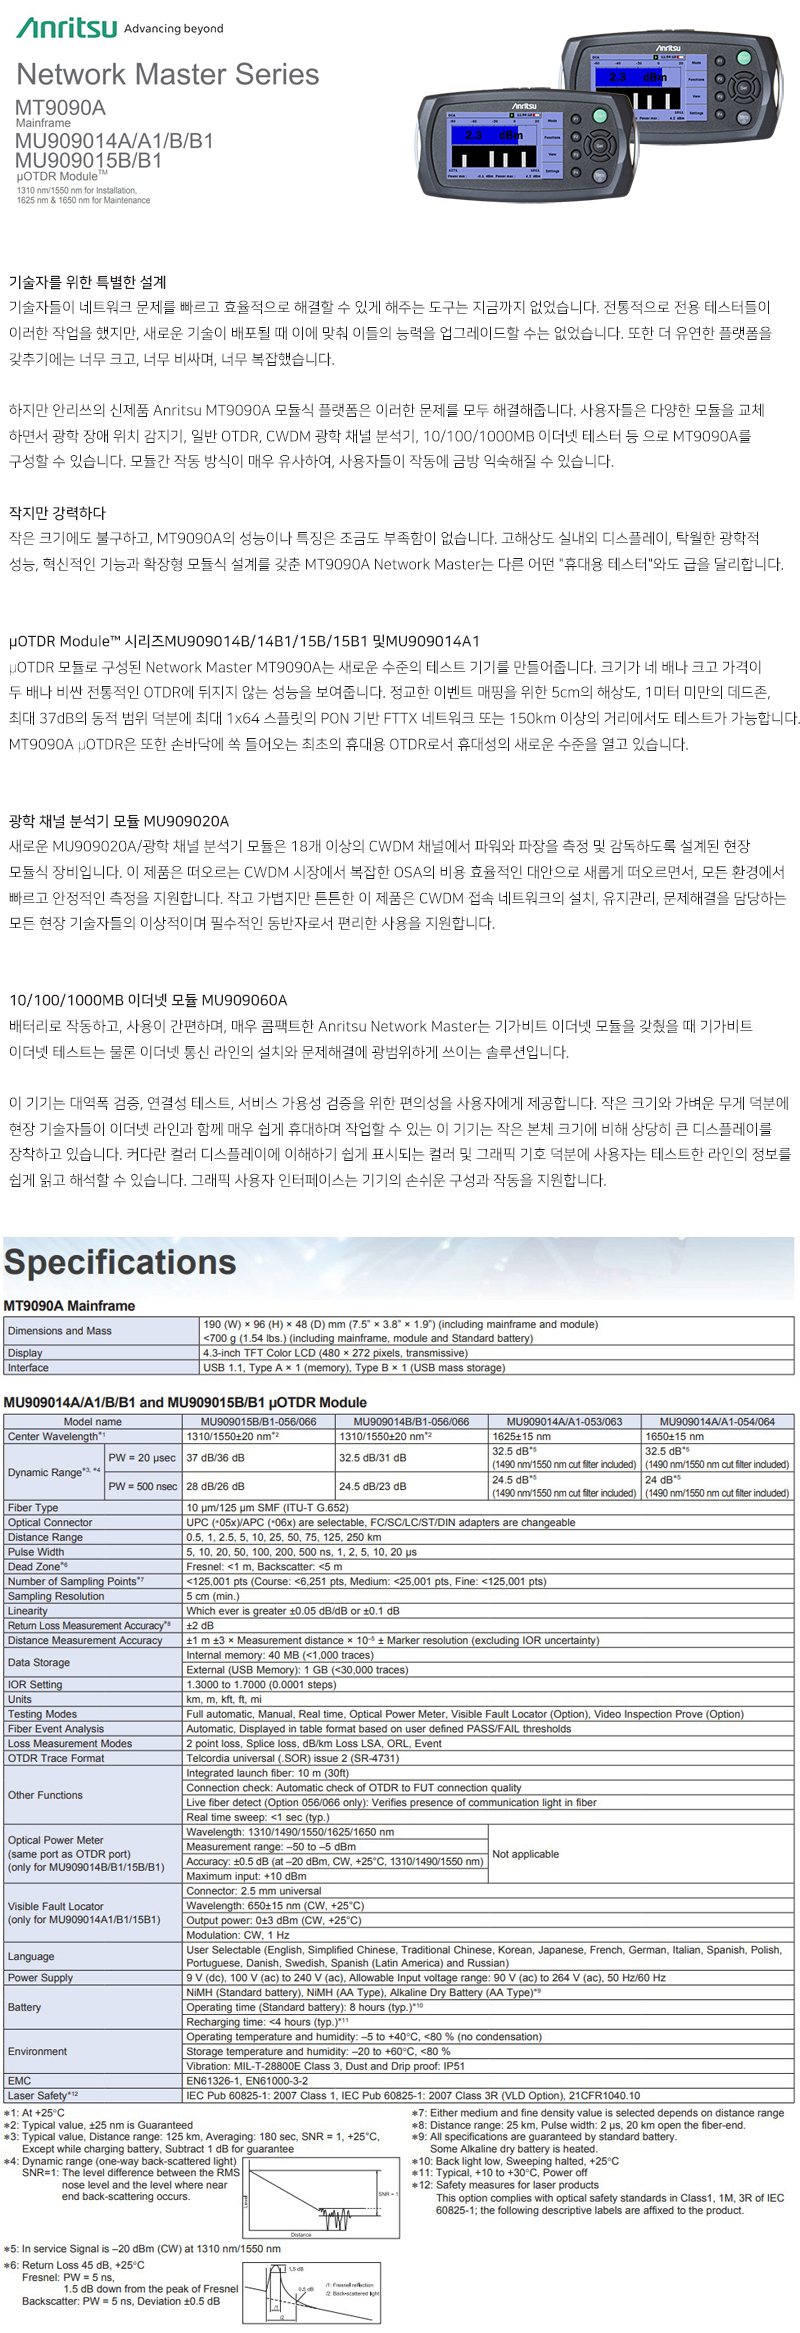 Anritsu Advancing beyond
Network Master Series
MT9090A
Mainframe
MU909014A/A1/B/B1
MU909015B/B1
µOTDR Module™
1310 nm/1550 nm for Installation,
1625 nm & 1650 nm for Maintenance
기술자를 위한 특별한 설계
기술자들이 네트워크 문제를 빠르고 효율적으로 해결할 수 있게 해주는 도구는 지금까지 없었습니다. 전통적으로 전용 테스터들이
이러한 작업을 했지만, 새로운 기술이 배포될 때 이에 맞춰 이들의 능력을 업그레이드할 수는 없었습니다. 또한 더 유연한 플랫폼을
갖추기에는 너무 크고, 너무 비싸며, 너무 복잡했습니다.
하지만 안리쓰의 신제품 Anritsu MT9090A 모듈식 플랫폼은 이러한 문제를 모두 해결해줍니다. 사용자들은 다양한 모듈을 교체
하면서 광학 장애 위치 감지기, 일반 OTDR, CWDM 광학 채널 분석기, 10/100/1000MB 이더넷 테스터 등 으로 MT9090A를
구성할 수 있습니다. 모듈간 작동 방식이 매우 유사하여, 사용자들이 작동에 금방 익숙해질 수 있습니다.
작지만 강력하다
작은 크기에도 불구하고, MT9090A의 성능이나 특징은 조금도 부족함이 없습니다. 고해상도 실내외 디스플레이, 탁월한 광학적
성능, 혁신적인 기능과 확장형 모듈식 설계를 갖춘 MT9090A Network Master는 다른 어떤 "휴대용 테스터"와도 급을 달리합니다.
µOTDR Module™ 시리즈MU909014B/14B1/15B/15B1 및MU909014A1
µOTDR 모듈로 구성된 Network Master MT9090A는 새로운 수준의 테스트 기기를 만들어줍니다. 크기가 네 배나 크고 가격이
두 배나 비싼 전통적인 OTDR에 뒤지지 않는 성능을 보여줍니다. 정교한 이벤트 매핑을 위한 5cm의 해상도, 1미터 미만의 데드존,
최대 37dB의 동적 범위 덕분에 최대 1x64 스플릿의 PON 기반 FTTX 네트워크 또는 150km 이상의 거리에서도 테스트가 가능합니다.
MT9090A µOTDR은 또한 손바닥에 쏙 들어오는 최초의 휴대용 OTDR로서 휴대성의 새로운 수준을 열고 있습니다.
광학 채널 분석기 모듈 MU909020A
새로운 MU909020A/광학 채널 분석기 모듈은 18개 이상의 CWDM 채널에서 파워와 파장을 측정 및 감독하도록 설계된 현장
모듈식 장비입니다. 이 제품은 떠오르는 CWDM 시장에서 복잡한 OSA의 비용 효율적인 대안으로 새롭게 떠오르면서, 모든 환경에서
빠르고 안정적인 측정을 지원합니다. 작고 가볍지만 튼튼한 이 제품은 CWDM 접속 네트워크의 설치, 유지관리, 문제해결을 담당하는
모든 현장 기술자들의 이상적이며 필수적인 동반자로서 편리한 사용을 지원합니다.
10/100/1000MB 이더넷 모듈 MU909060A
배터리로 작동하고, 사용이 간편하며, 매우 콤팩트한 Anritsu Network Master는 기가비트 이더넷 모듈을 갖췄을 때 기가비트
이더넷 테스트는 물론 이더넷 통신 라인의 설치와 문제해결에 광범위하게 쓰이는 솔루션입니다.
이 기기는 대역폭 검증, 연결성 테스트, 서비스 가용성 검증을 위한 편의성을 사용자에게 제공합니다. 작은 크기와 가벼운 무게 덕분에
현장 기술자들이 이더넷 라인과 함께 매우 쉽게 휴대하며 작업할 수 있는 이 기기는 작은 본체 크기에 비해 상당히 큰 디스플레이를
장착하고 있습니다. 커다란 컬러 디스플레이에 이해하기 쉽게 표시되는 컬러 및 그래픽 기호 덕분에 사용자는 테스트한 라인의 정보를
쉽게 읽고 해석할 수 있습니다. 그래픽 사용자 인터페이스는 기기의 손쉬운 구성과 작동을 지원합니다.
Specifications
MT9090A Mainframe
Dimensions and Mass 190 (W) × 96 (H) × 48 (D) mm (7.5” × 3.8” × 1.9”) (including mainframe and module)
<700 g (1.54 lbs.) (including mainframe, module and Standard battery)
Display 4.3-inch TFT Color LCD (480 × 272 pixels, transmissive)
Interface USB 1.1, Type A × 1 (memory), Type B × 1 (USB mass storage)
MU909014A/A1/B/B1 and MU909015B/B1 µOTDR Module
Model name MU909015B/B1-056/066 MU909014B/B1-056/066 MU909014A/A1-053/063 MU909014A/A1-054/064
Center Wavelength*1 1310/1550±20 nm*2 1310/1550±20 nm*2 1625±15 nm 1650±15 nm
Dynamic Range*3, *4 PW = 20 µsec 37 dB/36 dB 32.5 dB/31 dB 32.5 dB*5 (1490 nm/1550 nm cut filter included) 32.5 dB*5 (1490 nm/1550 nm cut filter included)
PW = 500 nsec 28 dB/26 dB 24.5 dB/23 dB 24.5 dB*5 (1490 nm/1550 nm cut filter included) 24 dB*5 (1490 nm/1550 nm cut filter included)
Fiber Type 10 µm/125 µm SMF (ITU-T G.652)
Optical Connector UPC (*05x)/APC (*06x) are selectable, FC/SC/LC/ST/DIN adapters are changeable
Distance Range 0.5, 1, 2.5, 5, 10, 25, 50, 75, 125, 250 km
Pulse Width 5, 10, 20, 50, 100, 200, 500 ns, 1, 2, 5, 10, 20 µs
Dead Zone*6 Fresnel: <1 m, Backscatter: <5 m
Number of Sampling Points*7 <125,001 pts (Course: <6,251 pts, Medium: <25,001 pts, Fine: <125,001 pts)
Sampling Resolution 5 cm (min.)
Linearity Which ever is greater ±0.05 dB/dB or ±0.1 dB
Return Loss Measurement Accuracy*8 ±2 dB
Distance Measurement Accuracy ±1 m ±3 × Measurement distance × 10-5 ± Marker resolution (excluding IOR uncertainty)
Data Storage Internal memory: 40 MB (<1,000 traces)
External (USB Memory): 1 GB (<30,000 traces)
IOR Setting 1.3000 to 1.7000 (0.0001 steps)
Units km, m, kft, ft, mi
Testing Modes Full automatic, Manual, Real time, Optical Power Meter, Visible Fault Locator (Option), Video Inspection Prove (Option)
Fiber Event Analysis Automatic, Displayed in table format based on user defined PASS/FAIL thresholds
Loss Measurement Modes 2 point loss, Splice loss, dB/km Loss LSA, ORL, Event
OTDR Trace Format Telcordia universal (.SOR) issue 2 (SR-4731)
Other Functions Integrated launch fiber: 10 m (30ft)
Connection check: Automatic check of OTDR to FUT connection quality
Live fiber detect (Option 056/066 only): Verifies presence of communication light in fiber
Real time sweep: <1 sec (typ.)
Optical Power Meter
(same port as OTDR port)
(only for MU909014B/B1/15B/B1)
Wavelength: 1310/1490/1550/1625/1650 nm
Measurement range: –50 to –5 dBm
Accuracy: ±0.5 dB (at –20 dBm, CW, +25°C, 1310/1490/1550 nm)
Maximum input: +10 dBm
Not applicable
Visible Fault Locator
(only for MU909014A1/B1/15B1)
Connector: 2.5 mm universal
Wavelength: 650±15 nm (CW, +25°C)
Output power: 0±3 dBm (CW, +25°C)
Modulation: CW, 1 Hz
Language User Selectable (English, Simplified Chinese, Traditional Chinese, Korean, Japanese, French, German, Italian, Spanish, Polish,
Portuguese, Danish, Swedish, Spanish (Latin America) and Russian)
Power Supply 9 V (dc), 100 V (ac) to 240 V (ac), Allowable Input voltage range: 90 V (ac) to 264 V (ac), 50 Hz/60 Hz
Battery NiMH (Standard battery), NiMH (AA Type), Alkaline Dry Battery (AA Type)*9
Operating time (Standard battery): 8 hours (typ.)*10
Recharging time: <4 hours (typ.)*11
Environment Operating temperature and humidity: –5 to +40°C, <80 % (no condensation)
Storage temperature and humidity: –20 to +60°C, <80 %
Vibration: MIL-T-28800E Class 3, Dust and Drip proof: IP51
EMC EN61326-1, EN61000-3-2
Laser Safety*12 IEC Pub 60825-1: 2007 Class 1, IEC Pub 60825-1: 2007 Class 3R (VLD Option), 21CFR1040.10
*1: At +25°C
*2: Typical value, ±25 nm is Guaranteed
*3: Typical value, Distance range: 125 km, Averaging: 180 sec, SNR = 1, +25°C,
Except while charging battery, Subtract 1 dB for guarantee
*4: Dynamic range (one-way back-scattered light)
SNR=1: The level difference between the RMS
noise level and the level where near
end back-scattering occurs.
Level
SNR = 1
Distance
*5: In service Signal is –20 dBm (CW) at 1310 nm/1550 nm
*6: Return Loss 45 dB, +25°C
Fresnel: PW = 5 ns,
1.5 dB down from the peak of Fresnel
Backscatter: PW = 5 ns, Deviation ±0.5 dB
1.5 dB
0.5 dB
l1: Fresnel reflection
l2: Back-scattered light
l1
l2
*7: Either medium and fine density value is selected depends on distance range
*8: Distance range: 25 km, Pulse width: 2 µs, 20 km open the fiber-end.
*9: All specifications are guaranteed by standard battery.
Some Alkaline dry battery is heated.
*10: Back light low, Sweeping halted, +25°C
*11: Typical, +10 to +30°C, Power off
*12: Safety measures for laser products
This option complies with optical safety standards in Class1, 1M, 3R of IEC
60825-1; the following descriptive labels are affixed to the product.